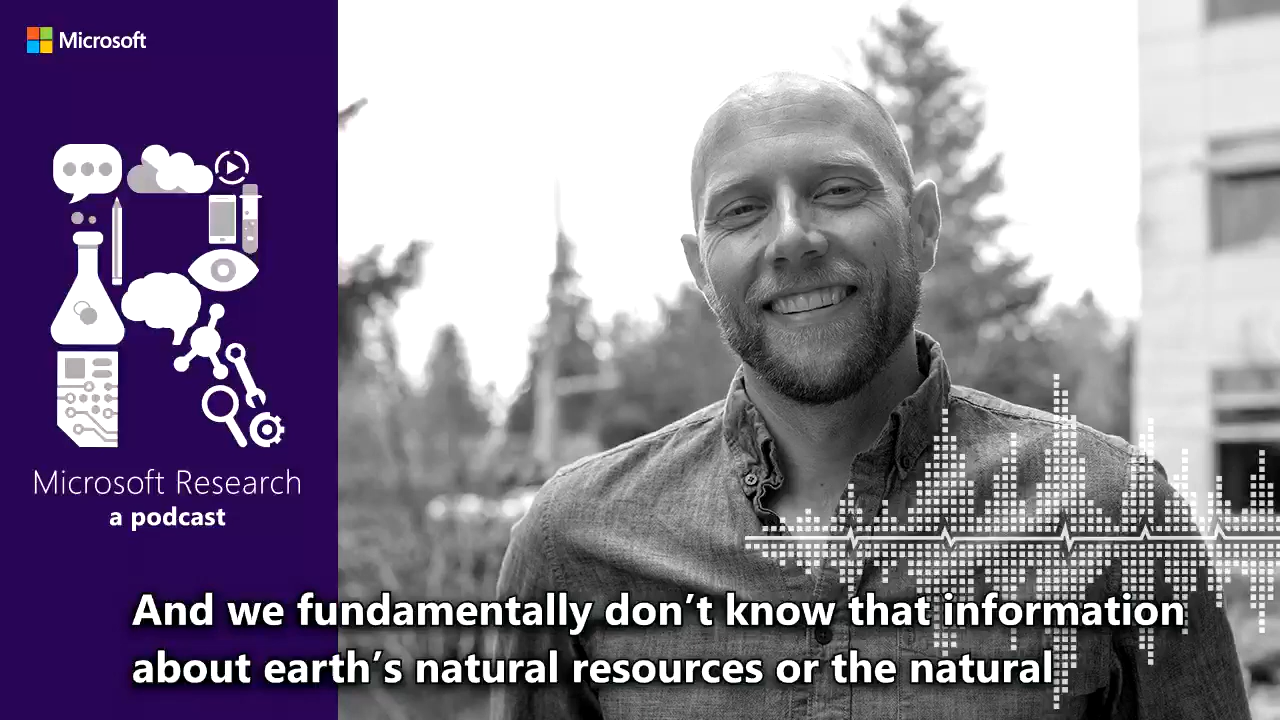 Microsoft
Microsoft Research
a podcast
And we fundamentally don’t know that information
about earth’s natural resources or the natural